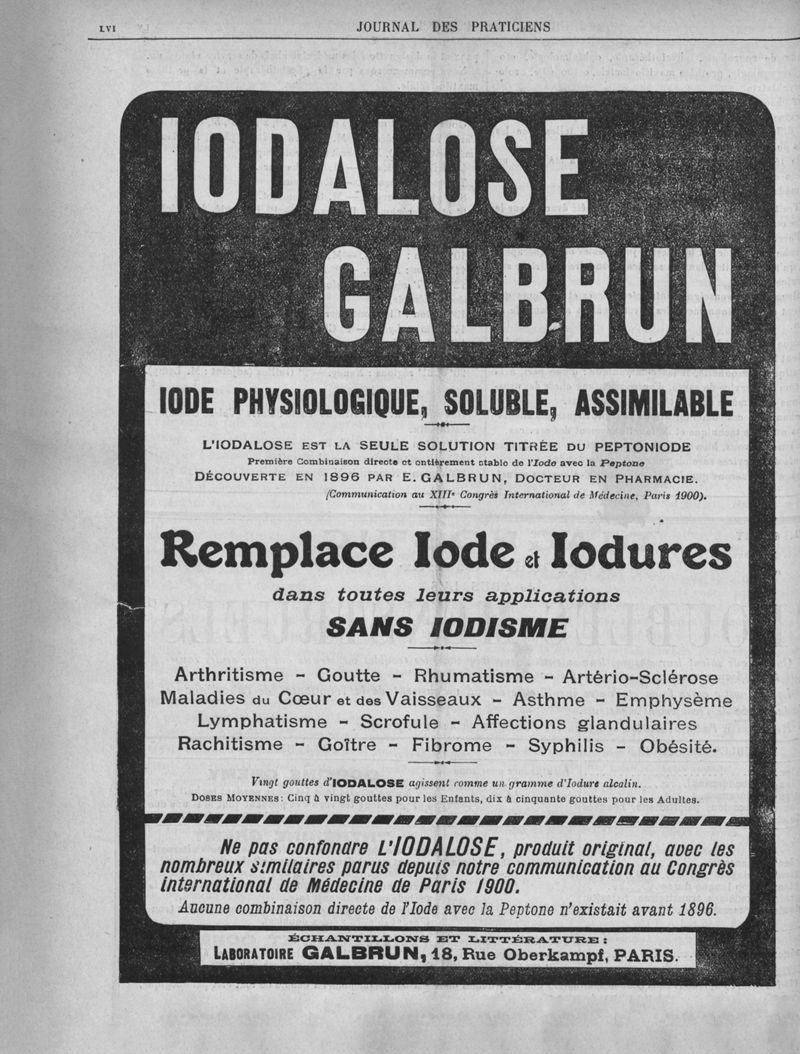 LVI
JOURNAL DES PRATICIENS
IODALOSE
GALBRUN
IODE PHYSIOLOGIQUE, SOLUBLE, ASSIMILABLE
L'IODALOSE EST LA SEULE SOLUTION TITRÉE DU PEPTONIODE
Première Combinaison directe et entièrement stable de l'Iode avec la Peptone
DÉCOUVERTE EN 1896 PAR E. GALBRUN, DOCTEUR EN PHARMACIE.
(Communication au XIIIe Congrès International de Médecine, Paris 1900).
Remplace Iode et Iodures
dans toutes leurs applications
SANS IODISME
Arthritisme - Goutte - Rhumatisme - Artério-Sclérose
Maladies du Cœur et des Vaisseaux - Asthme - Emphysème
Lymphatisme - Scrofule - Affections glandulaires
Rachitisme - Goître - Fibrome - Syphilis - Obésité.
Vingt gouttes d'IODALOSE agissent comme un gramme d'Iodure alcalin.
DOSES MOYENNES: Cinq à vingt gouttes pour les Enfants, dix à cinquante gouttes pour les Adultes.
Ne pas confondre L'IODALOSE, produit original, avec les
nombreux similaires parus depuis notre communication au Congrès
international de Médecine de Paris 1900.
Aucune combinaison directe de l'Iode avec la Peptone n'existait avant 1896.
ÉCHANTILLONS ET LITTÉRATURE:
LABORATOIRE GALBRUN, 18, Rue Oberkampf, PARIS.